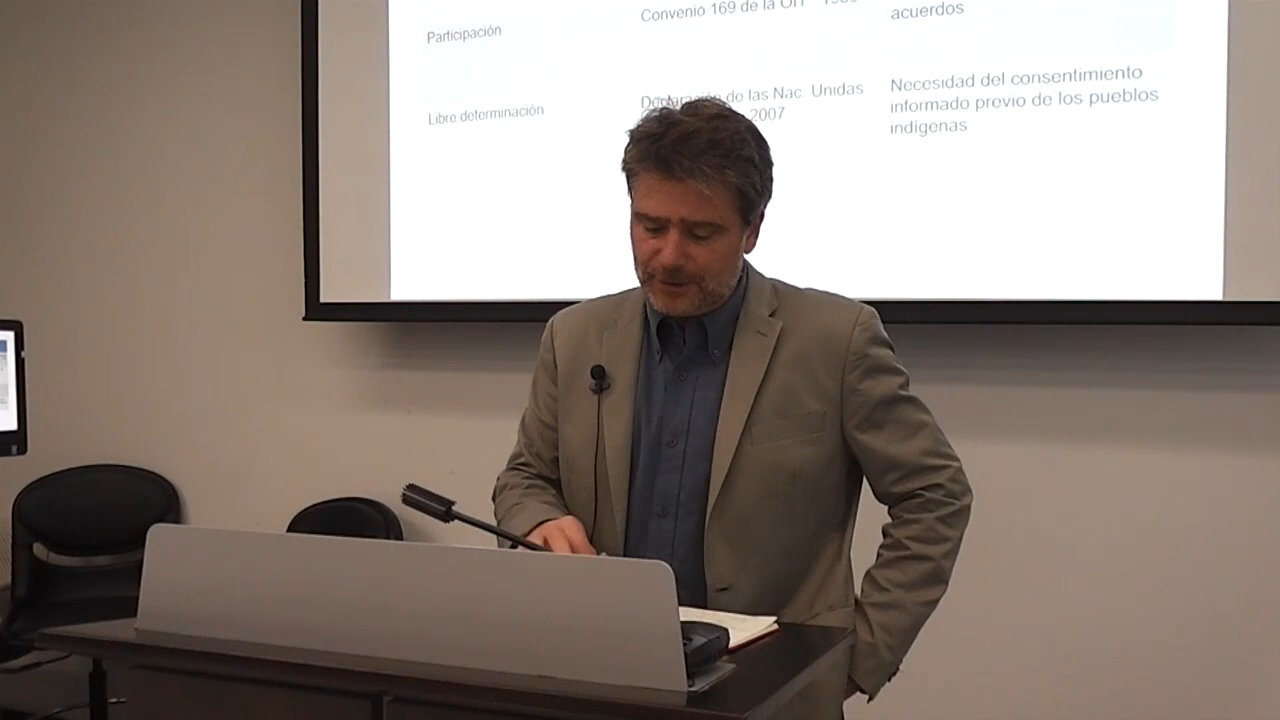 Participación
Convenio 169 de la OIT
acuerdos
Libre determinación
Declaración de las Nac. Unidas
2007
Necesidad del consentimiento
informado previo de los pueblos
indígenas